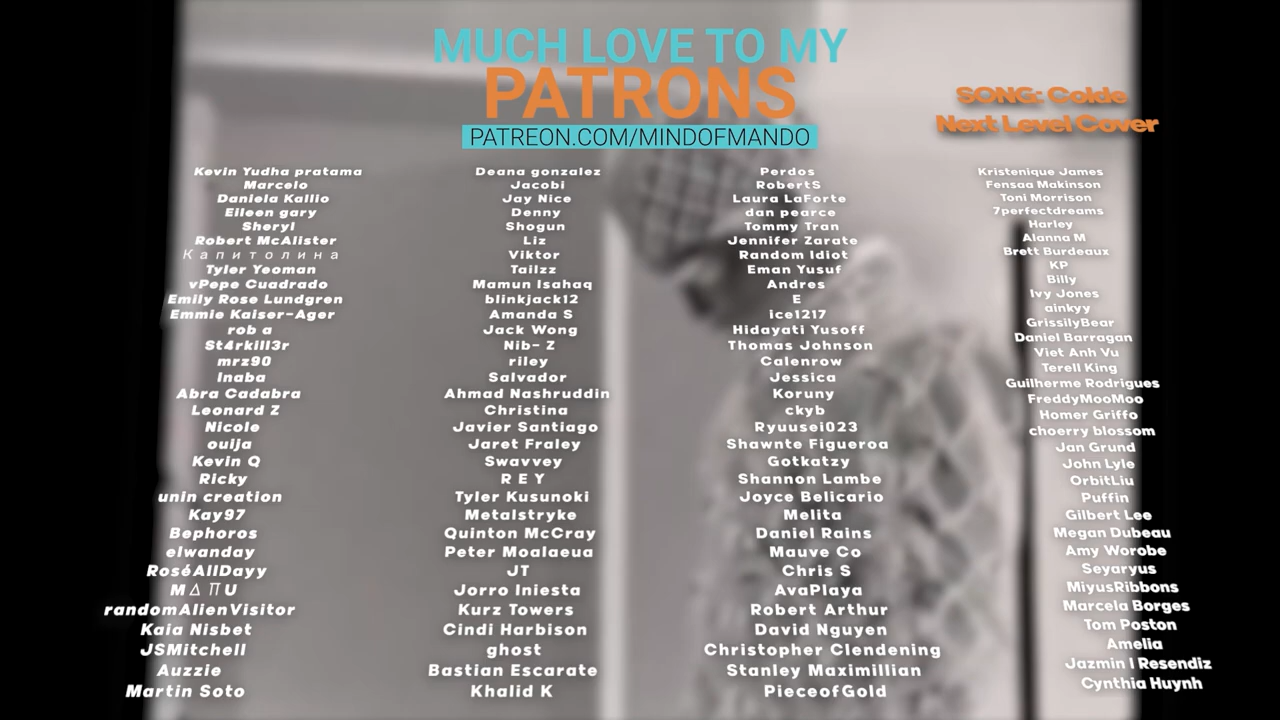 MUCH LOVE TO MY
PATRONS
PATREON.COM/MINDOFMANDO
SONG: Colde
Next Level Cover
Kevin Yudha pratama
Marcelo
Daniela Kallio
Eileen gary
Sheryl
Robert McAlister
Капитолина
Tyler Yeoman
vPepe Cuadrado
Emily Rose Lundgren
Emmie Kaiser-Ager
rob a
St4rkill3r
mrz90
Inaba
Abra Cadabra
Leonard Z
Nicole
ouija
Kevin Q
Ricky
unin creation
Kay97
Bephoros
elwanday
RoséAllDayy
M Δ Π U
randomAlienVisitor
Kaia Nisbet
JSMitchell
Auzzie
Martin Soto
Deana gonzalez
Jacobi
Jay Nice
Denny
Shogun
Liz
Viktor
Tailzz
Mamun Isahaq
blinkjack12
Amanda S
Jack Wong
Nib- Z
riley
Salvador
Ahmad Nashruddin
Christina
Javier Santiago
Jaret Fraley
Swavvey
R E Y
Tyler Kusunoki
Metalstryke
Quinton McCray
Peter Moalaeua
JT
Jorro Iniesta
Kurz Towers
Cindi Harbison
ghost
Bastian Escarate
Khalid K
Perdos
RobertS
Laura LaForte
dan pearce
Tommy Tran
Jennifer Zarate
Random Idiot
Eman Yusuf
Andres
E
ice1217
Hidayati Yusoff
Thomas Johnson
Calenrow
Jessica
Koruny
ckyb
Ryuusei023
Shawnte Figueroa
Gotkatzy
Shannon Lambe
Joyce Belicario
Melita
Daniel Rains
Mauve Co
Chris S
AvaPlaya
Robert Arthur
David Nguyen
Christopher Clendening
Stanley Maximillian
PieceofGold
Kristenique James
Fensaa Makinson
Toni Morrison
7perfectdreams
Harley
Alanna M
Brett Burdeaux
KP
Billy
Ivy Jones
ainkyy
GrissilyBear
Daniel Barragan
Viet Anh Vu
Terell King
Guilherme Rodrigues
FreddyMooMoo
Homer Griffo
choerry blossom
Jan Grund
John Lyle
OrbitLiu
Puffin
Gilbert Lee
Megan Dubeau
Amy Worobe
Seyaryus
MiyusRibbons
Marcela Borges
Tom Poston
Amelia
Jazmin I Resendiz
Cynthia Huynh